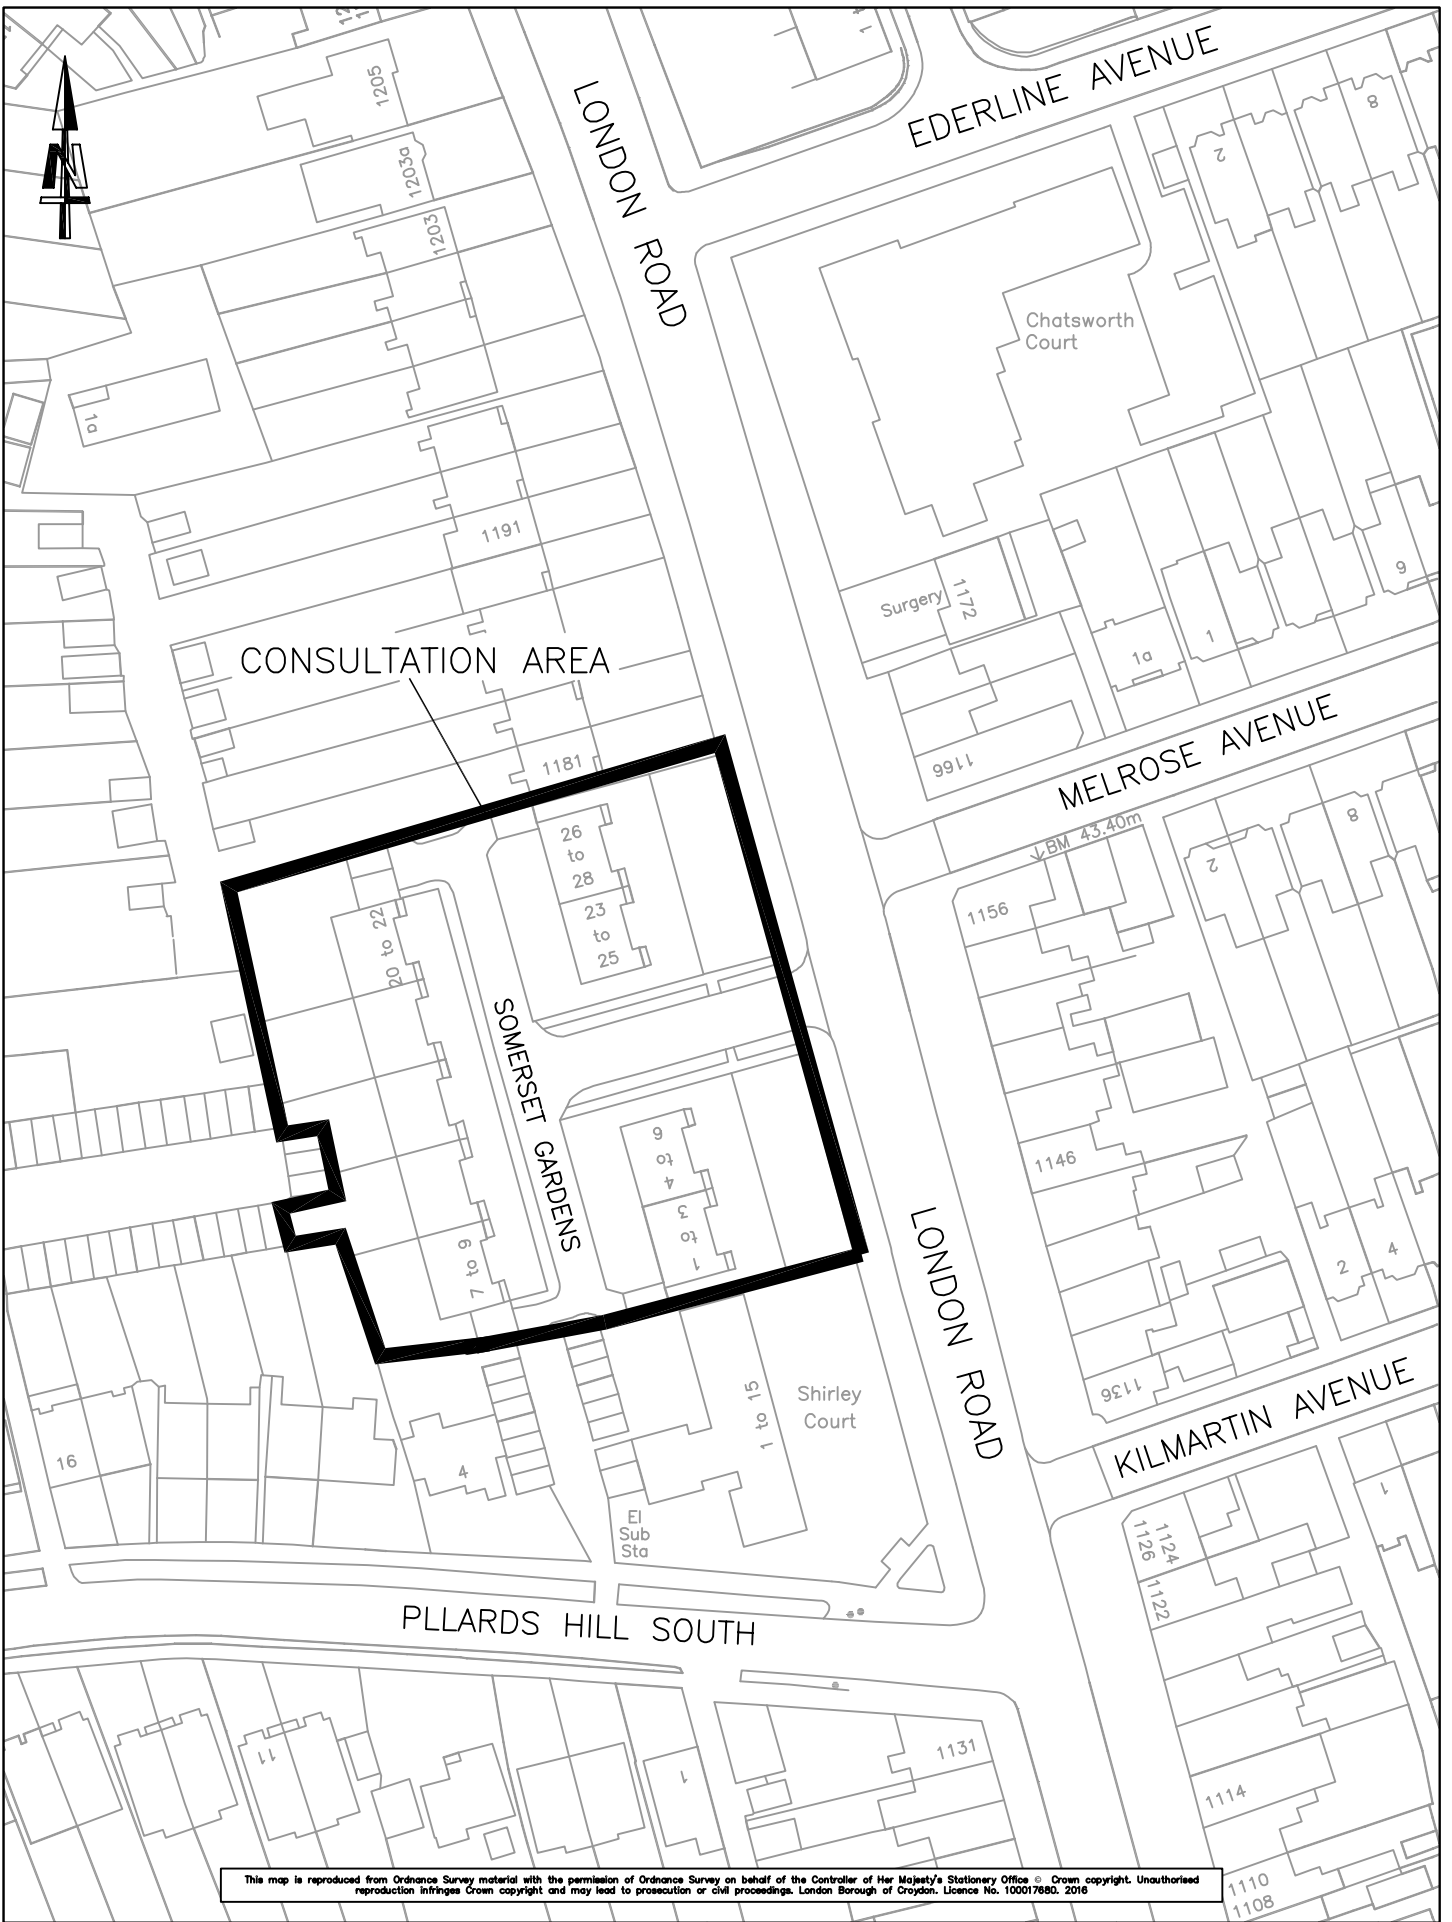 N
1205
1203a
1203
LONDON ROAD
EDERLINE AVENUE
2
8
Chatsworth
Court
a1
1191
Surgery
1172
1a
1
9
1166
CONSULTATION AREA
1181
MELROSE AVENUE
BM 43.40m
26
to
28
23
to
25
20 to 22
1156
2
8
SOMERSET GARDENS
6
to
4
3
to
1
7 to 9
1146
LONDON ROAD
2
4
1136
KILMARTIN AVENUE
1 to 15
Shirley
Court
16
4
El
Sub
Sta
1126
1124
1122
1
PLLARDS HILL SOUTH
11
1
1131
1114
1110
1108
This map is reproduced from Ordnance Survey material with the permission of Ordnance Survey on behalf of the Controller of Her Majesty's Stationery Office © Crown copyright. Unauthorised
reproduction infringes Crown copyright and may lead to prosecution or civil proceedings. London Borough of Croydon. Licence No. 100017680. 2016